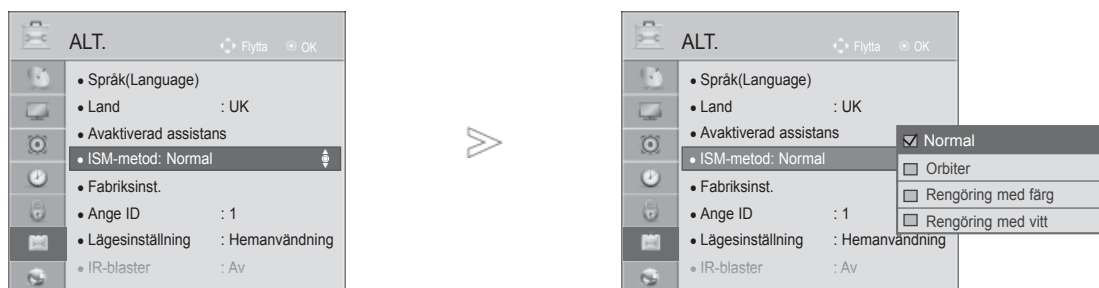 ALT.
Flytta OK
• Språk(Language)
• Land : UK
• Avaktiverad assistans
• ISM-metod: Normal
• Fabriksinst.
• Ange ID : 1
• Lägesinställning : Hemanvändning
• IR-blaster : Av
ALT.
Flytta OK
• Språk(Language)
• Land : UK
• Avaktiverad assistans
• ISM-metod: Normal
• Fabriksinst.
• Ange ID : 1
• Lägesinställning : Hemanvändning
• IR-blaster : Av
Normal
Orbiter
Rengöring med färg
Rengöring med vitt